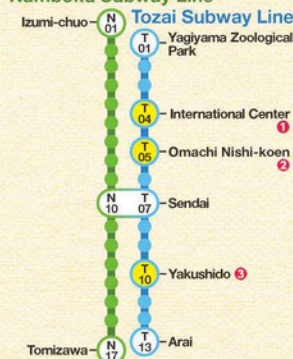 Namboku Subway Line
Tozai Subway Line
Izumi-chuo
N
01
T
01
Yagiyama Zoological
Park
T
04
International Center
1
T
05
Omachi Nishi-koen
2
N
10
T
07
Sendai
T
10
Yakushido 3
Tomizawa
N
17
T
13
Arai